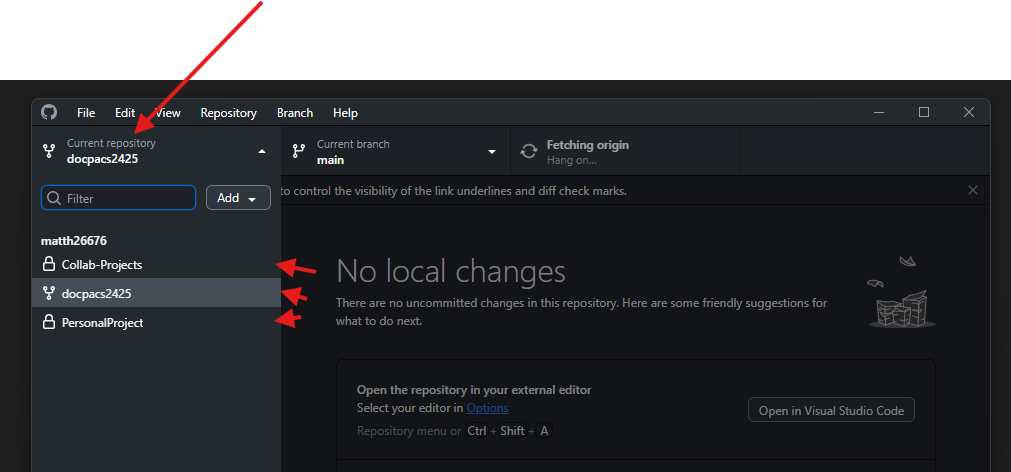 File Edit View Repository Branch Help
Current repository
docpacs2425
Current branch
main
Fetching origin
Hang on...
Filter
Add
to control the visibility of the link underlines and diff check marks.
matth26676
Collab-Projects
docpacs2425
PersonalProject
No local changes
There are no uncommitted changes in this repository. Here are some friendly suggestions for
what to do next.
Open the repository in your external editor
Select your editor in Options
Repository menu or Ctrl + Shift + A
Open in Visual Studio Code